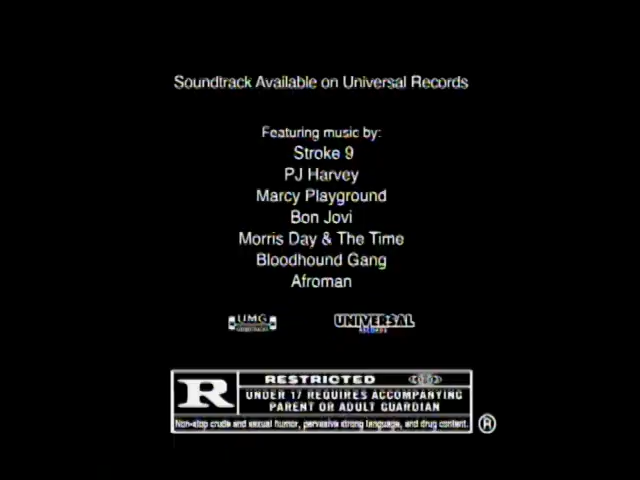 Soundtrack Available on Universal Records
Featuring music by:
Stroke 9
PJ Harvey
Marcy Playground
Bon Jovi
Morris Day & The Time
Bloodhound Gang
Afroman
UMG
UNIVERSAL
RECORDS
R
RESTRICTED
UNDER 17 REQUIRES ACCOMPANYING
PARENT OR ADULT GUARDIAN
Non-stop crude and sexual humor, pervasive strong language, and drug content.
®